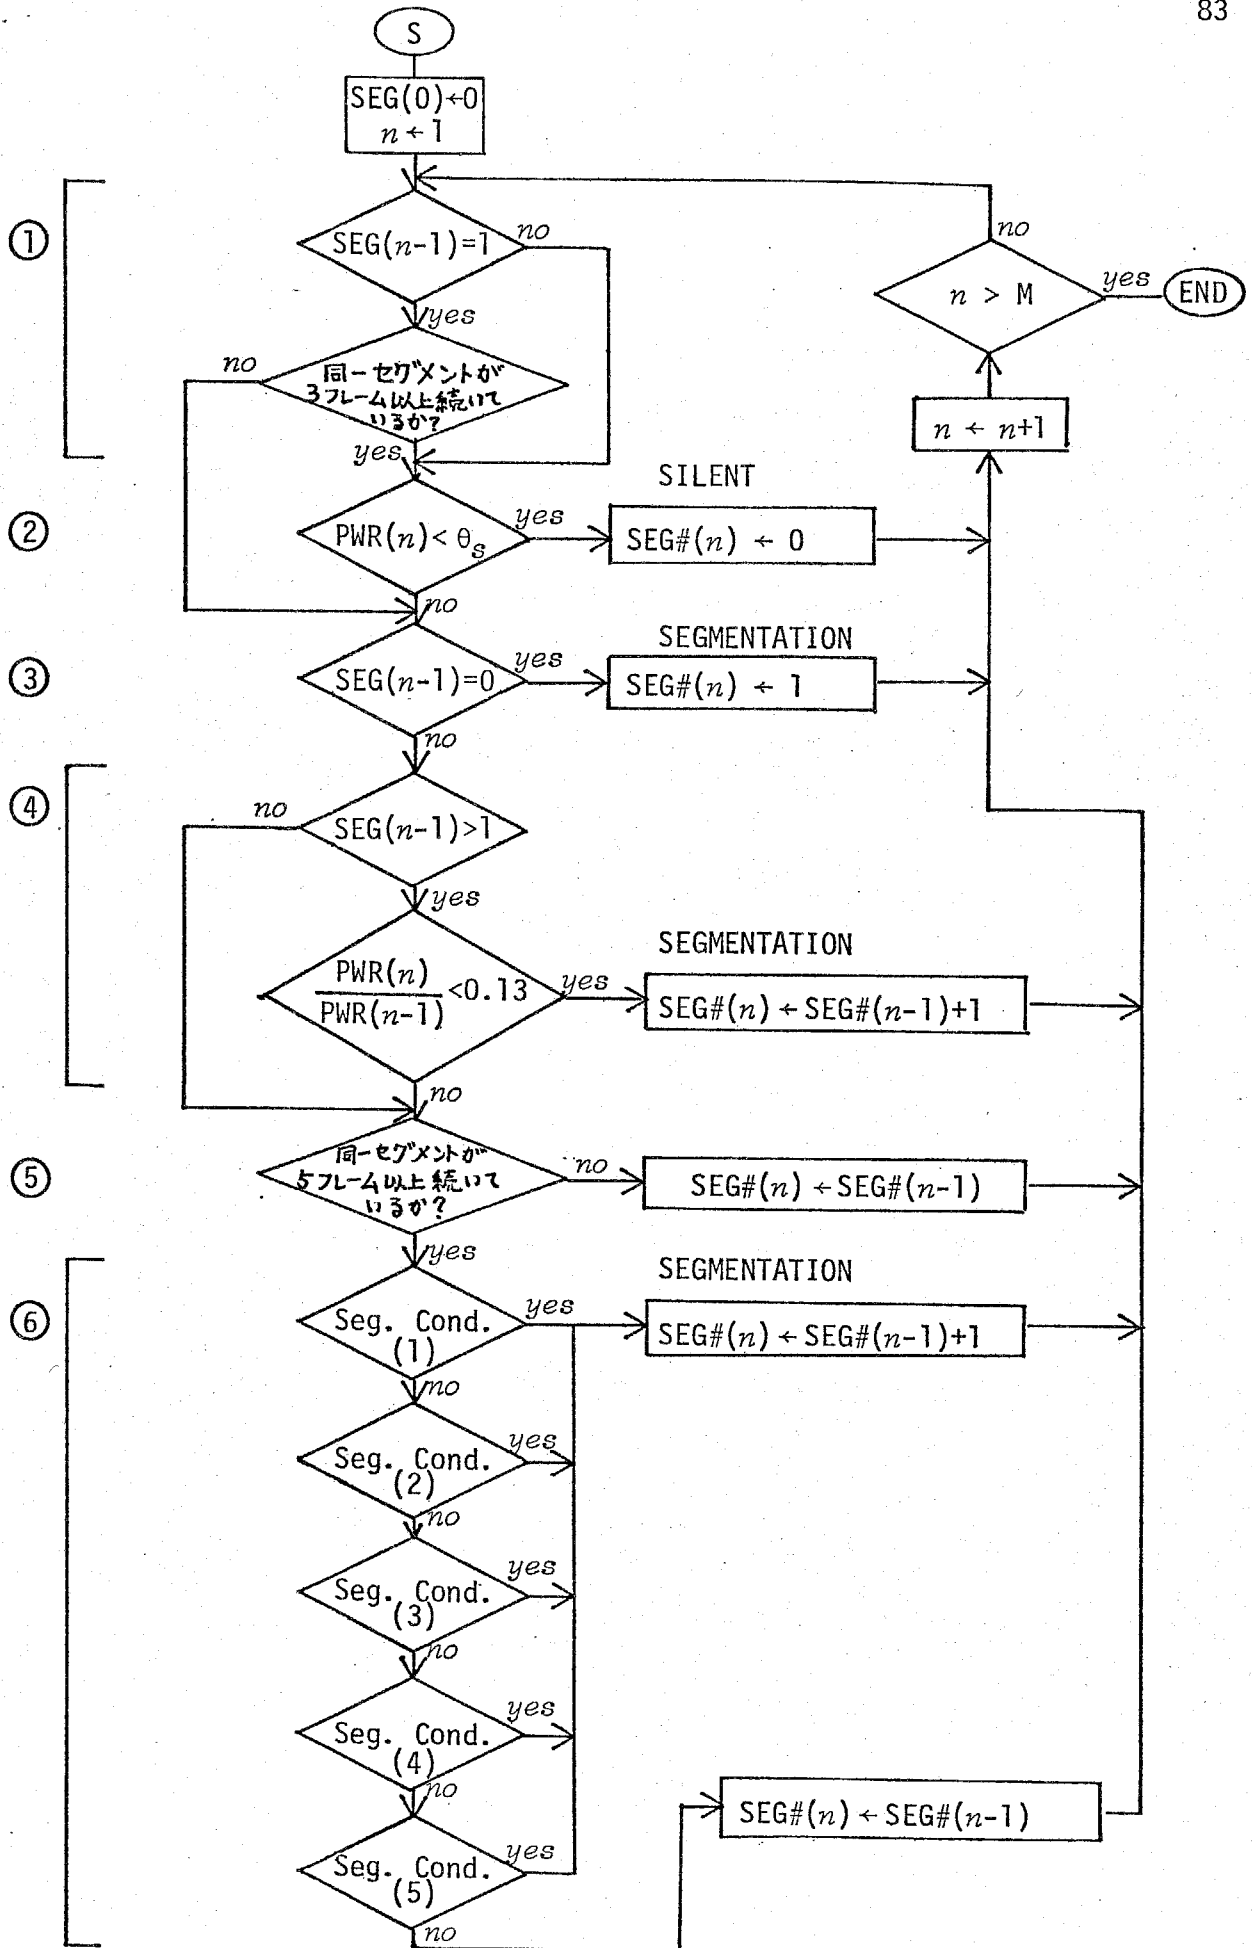 83
S
SEG(0)←0
n ← 1
①
SEG(n-1)=1
no
yes
no
同一セグメントが
3フレーム以上続いて
いるか?
yes
no
n > M
yes
END
n ← n+1
②
PWR(n)< θs
yes
SILENT
SEG#(n) ← 0
no
③
SEG(n-1)=0
yes
SEGMENTATION
SEG#(n) ← 1
no
④
no
SEG(n-1)>1
yes
PWR(n)
PWR(n-1)
<0.13
yes
SEGMENTATION
SEG#(n) ← SEG#(n-1)+1
no
⑤
同一セグメントが
5フレーム以上続いて
いるか?
no
SEG#(n) ← SEG#(n-1)
yes
⑥
Seg. Cond.
(1)
yes
SEGMENTATION
SEG#(n) ← SEG#(n-1)+1
no
Seg. Cond.
(2)
yes
no
Seg. Cond.
(3)
yes
no
Seg. Cond.
(4)
yes
no
SEG#(n) ← SEG#(n-1)
Seg. Cond.
(5)
yes
no